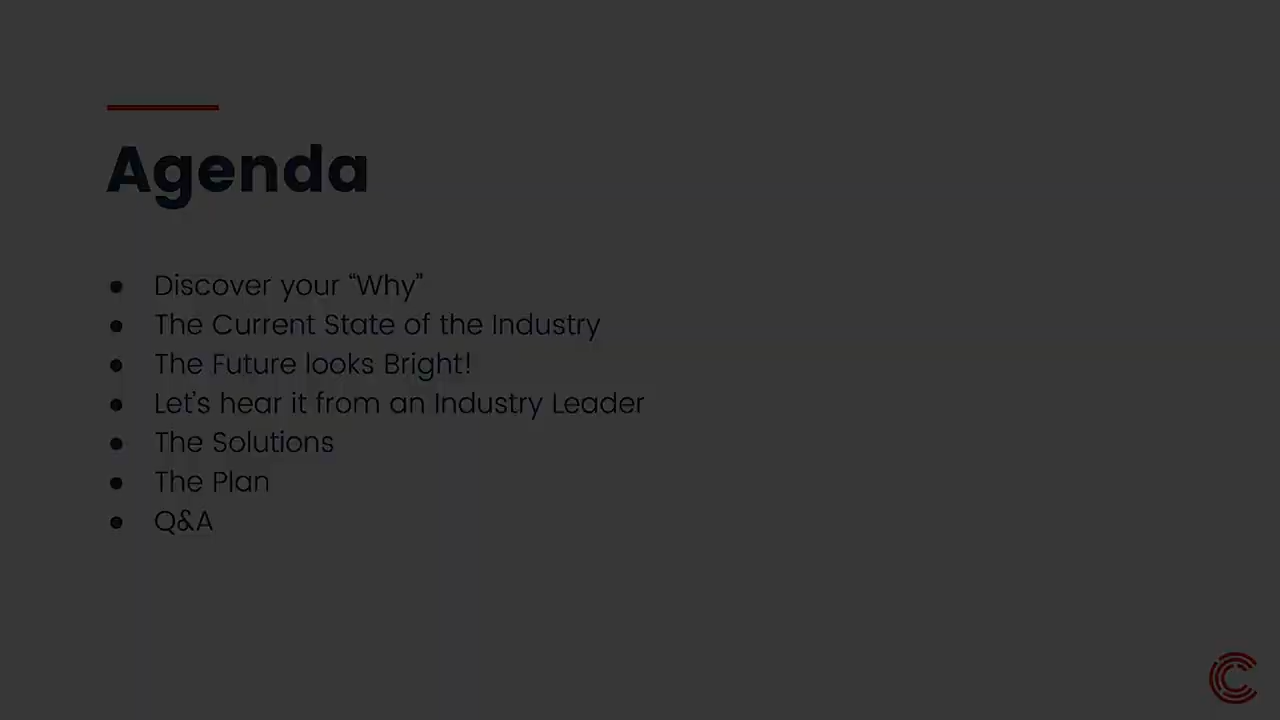 Agenda
● Discover your “Why”
● The Current State of the Industry
● The Future looks Bright!
● Let's hear it from an Industry Leader
● The Solutions
● The Plan
● Q&A